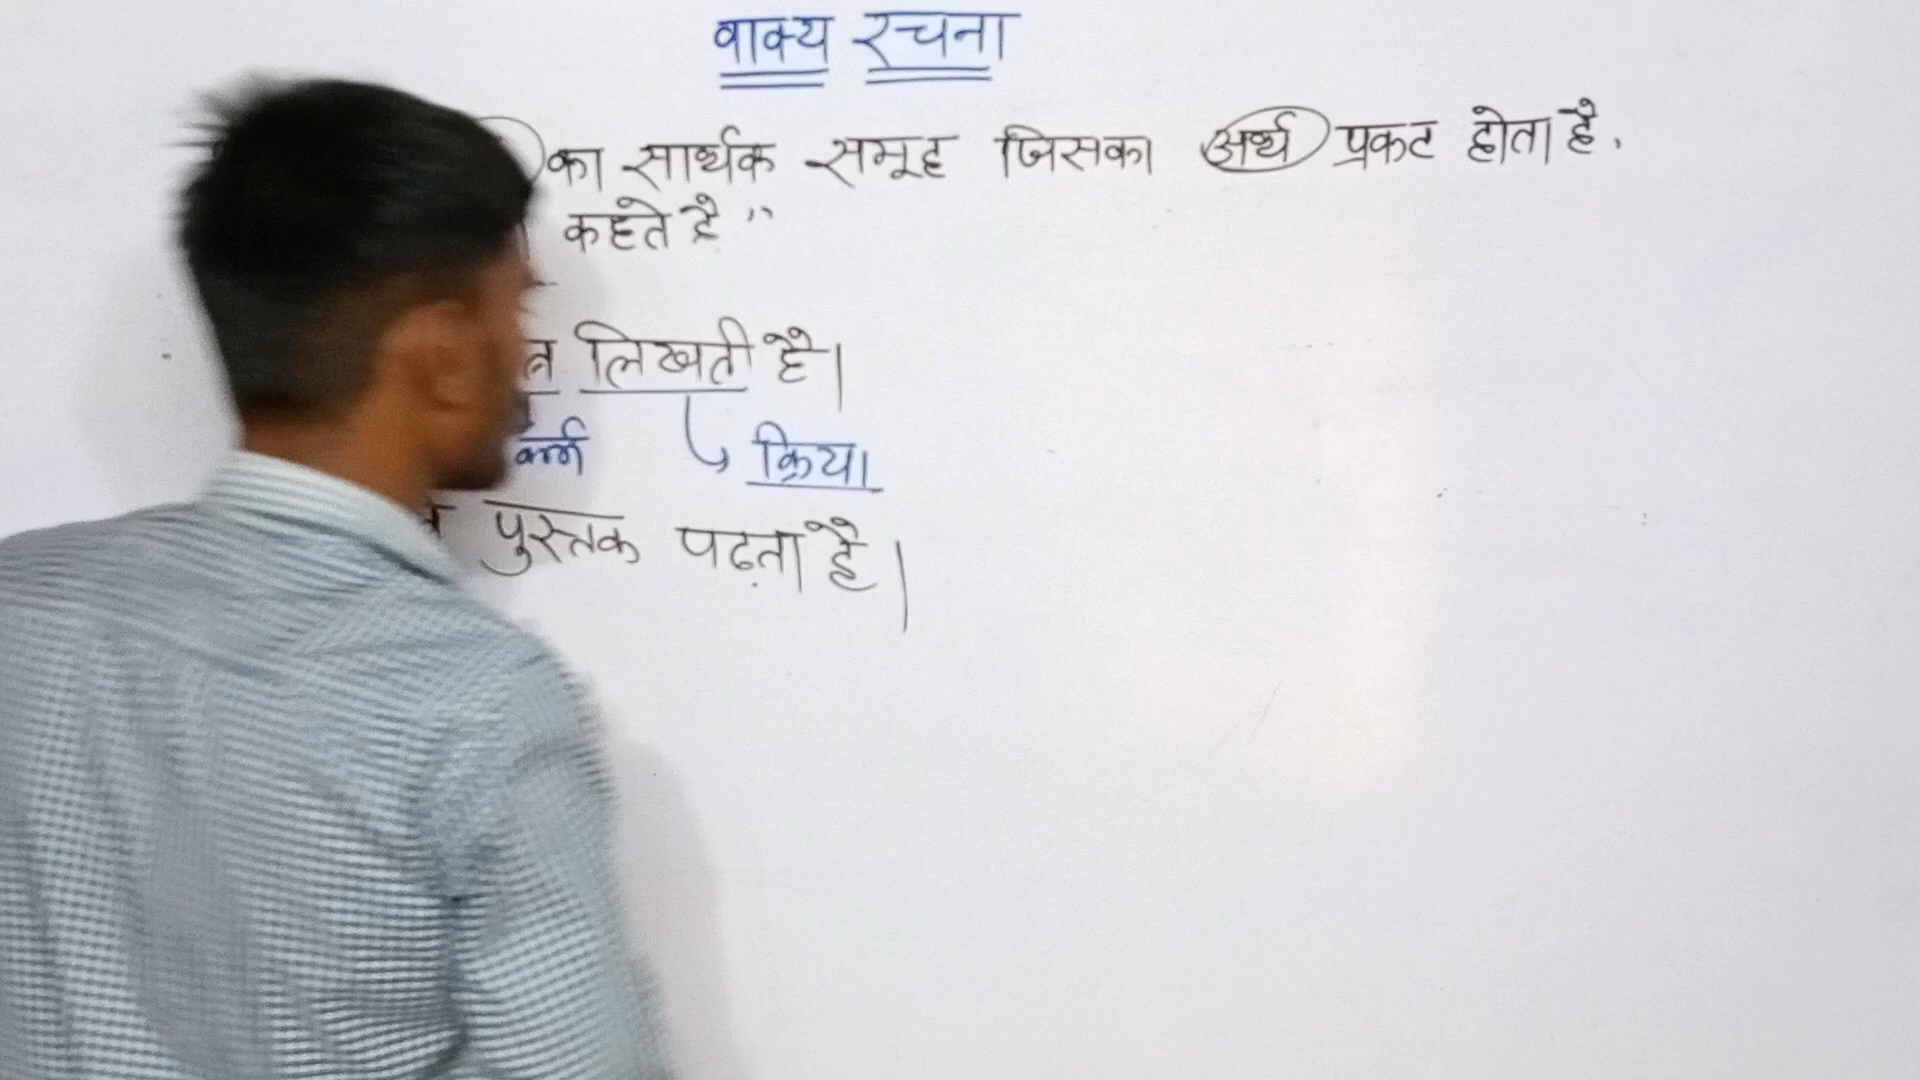 वाक्य रचना
का सार्थक समूह जिसका अर्थ प्रकट होता है,
कहते है "
लिखती है।
कर्म क्रिया
पुस्तक पढ़ता है।